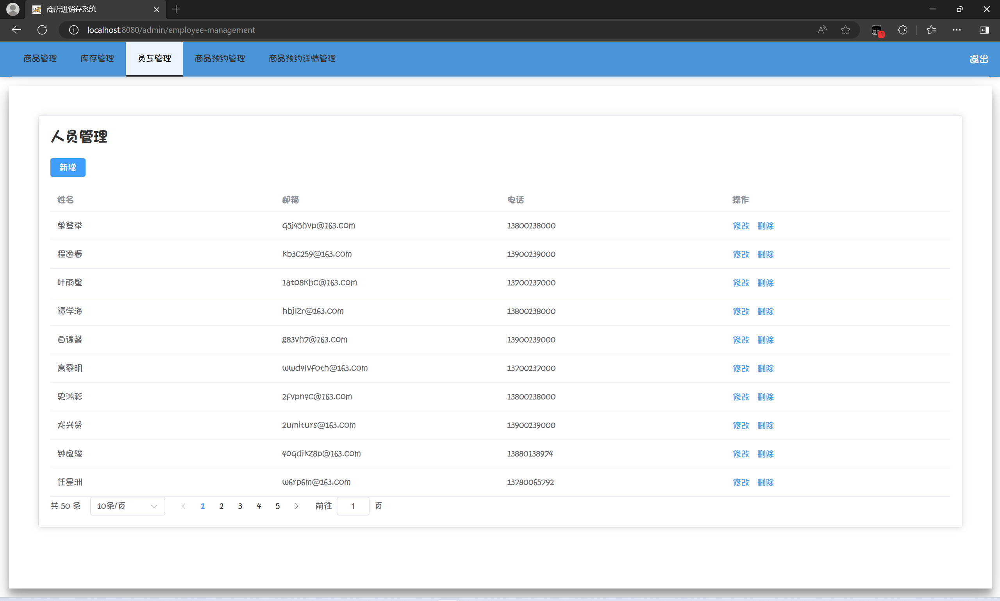 商店进销存系统
localhost:8080/admin/employee-management
1
商品管理 库存管理 员工管理 商品预约管理 商品预约详情管理 退出
人员管理
新增
姓名 邮箱 电话 操作
单登举 q5j45hvp@163.com 13800138000 修改 删除
程逸春 kb3c259@163.com 13900139000 修改 删除
叶雨星 1at08kbc@163.com 13700137000 修改 删除
谭学海 hbjlzr@163.com 13800138000 修改 删除
白德馨 g83vh7@163.com 13900139000 修改 删除
高黎明 wwd4lvfoth@163.com 13700137000 修改 删除
史鸿彩 2fvpn4c@163.com 13800138000 修改 删除
龙兴贤 2umiturs@163.com 13900139000 修改 删除
钟良骏 40qdikz8p@163.com 13880138974 修改 删除
任星洲 w6rp6m@163.com 13780065792 修改 删除
共 50 条 10条/页 1 2 3 4 5 前往 1 页